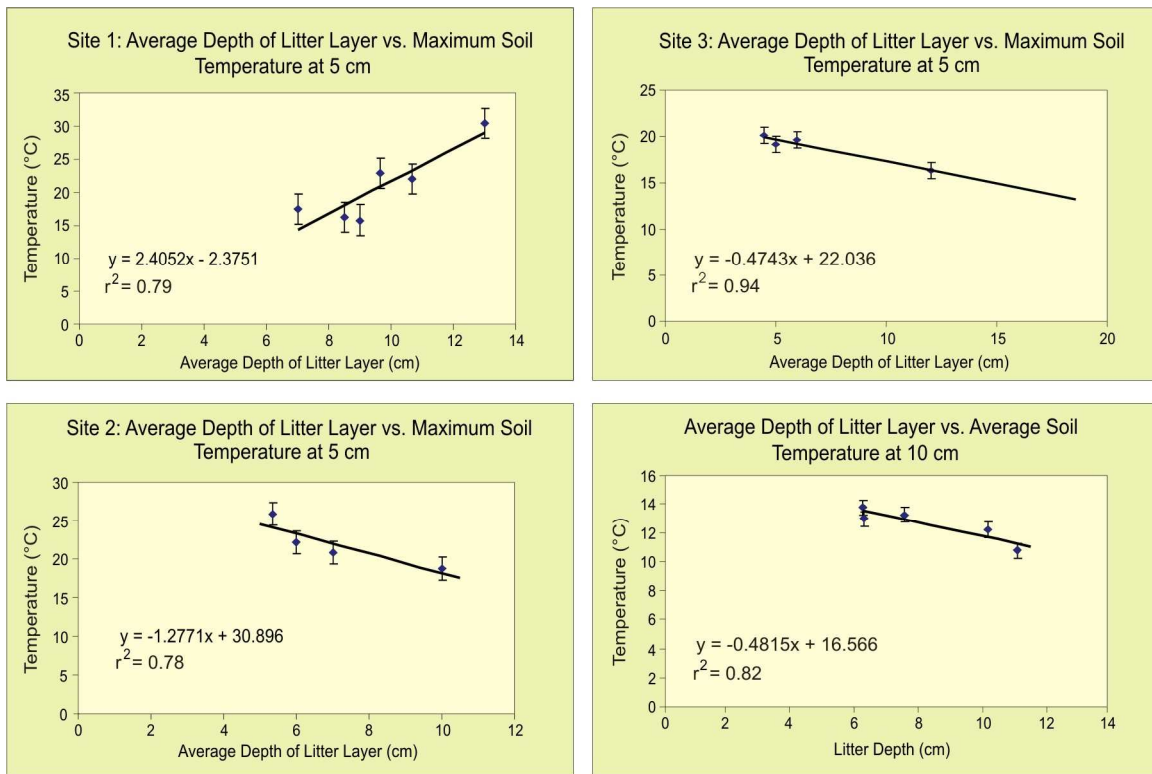 Site 1: Average Depth of Litter Layer vs. Maximum Soil
Temperature at 5 cm
Temperature (°C)
35
30
25
20
15
10
5
0
y = 2.4052x - 2.3751
r2 = 0.79
0 2 4 6 8 10 12 14
Average Depth of Litter Layer (cm)
Site 3: Average Depth of Litter Layer vs. Maximum Soil
Temperature at 5 cm
Temperature (°C)
25
20
15
10
5
0
y = -0.4743x + 22.036
r2 = 0.94
0 5 10 15 20
Average Depth of Litter Layer (cm)
Site 2: Average Depth of Litter Layer vs. Maximum Soil
Temperature at 5 cm
Temperature (°C)
30
25
20
15
10
5
0
y = -1.2771x + 30.896
r2 = 0.78
0 2 4 6 8 10 12
Average Depth of Litter Layer (cm)
Average Depth of Litter Layer vs. Average Soil
Temperature at 10 cm
Temperature (°C)
16
14
12
10
8
6
4
2
0
y = -0.4815x + 16.566
r2 = 0.82
0 2 4 6 8 10 12 14
Litter Depth (cm)